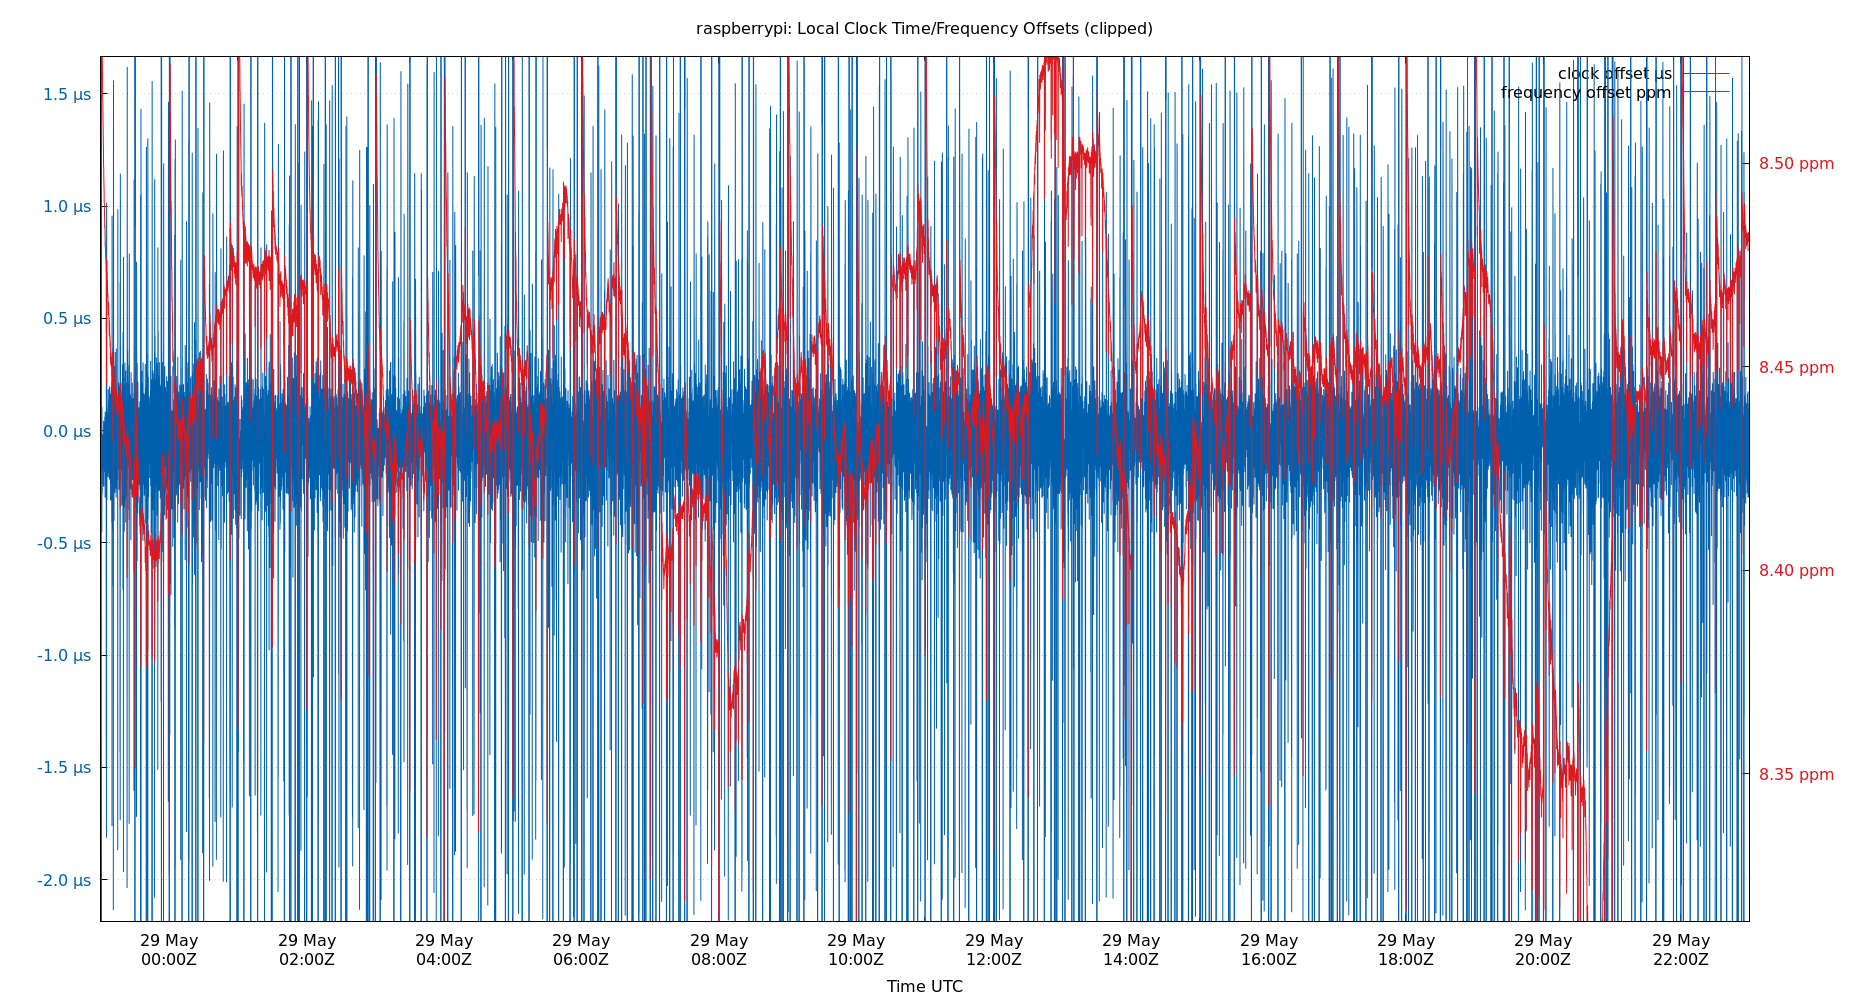 raspberrypi: Local Clock Time/Frequency Offsets (clipped)
clock offset µs
frequency offset ppm
1.5 µs
1.0 µs
0.5 µs
0.0 µs
-0.5 µs
-1.0 µs
-1.5 µs
-2.0 µs
8.50 ppm
8.45 ppm
8.40 ppm
8.35 ppm
29 May 29 May 29 May 29 May 29 May 29 May 29 May 29 May 29 May 29 May 29 May 29 May
00:00Z 02:00Z 04:00Z 06:00Z 08:00Z 10:00Z 12:00Z 14:00Z 16:00Z 18:00Z 20:00Z 22:00Z
Time UTC